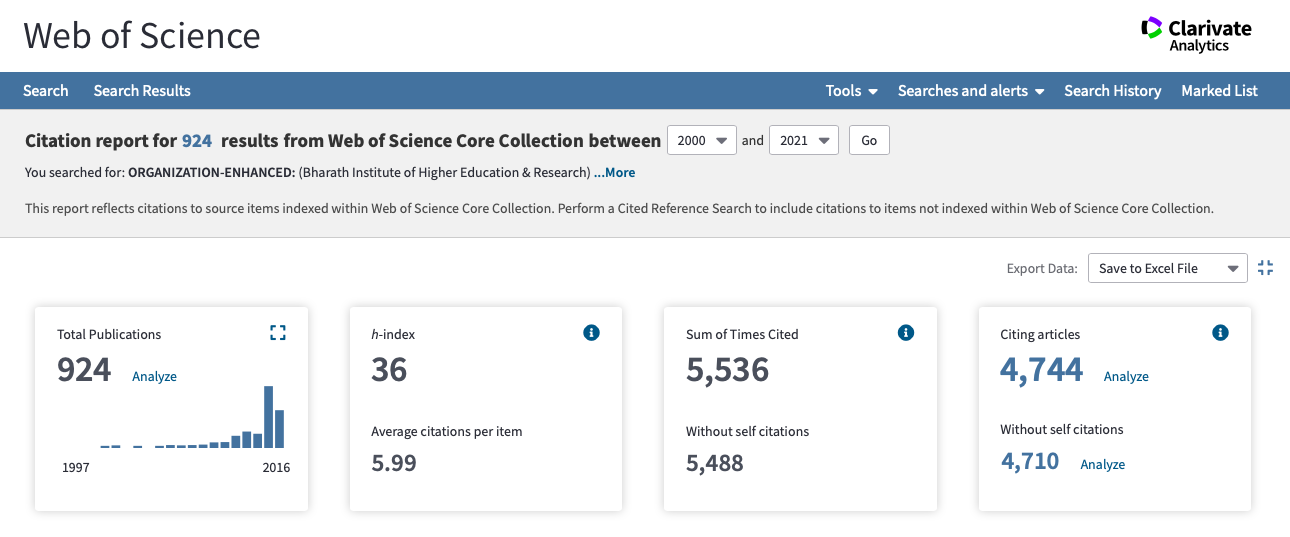 Web of Science
Clarivate
Analytics
Search Search Results Tools Searches and alerts Search History Marked List
Citation report for 924 results from Web of Science Core Collection between 2000 and 2021 Go
You searched for: ORGANIZATION-ENHANCED: (Bharath Institute of Higher Education & Research) ...More
This report reflects citations to source items indexed within Web of Science Core Collection. Perform a Cited Reference Search to include citations to items not indexed within Web of Science Core Collection.
Export Data: Save to Excel File
Total Publications
924 Analyze
1997 2016
h-index
36
Average citations per item
5.99
Sum of Times Cited
5,536
Without self citations
5,488
Citing articles
4,744 Analyze
Without self citations
4,710 Analyze